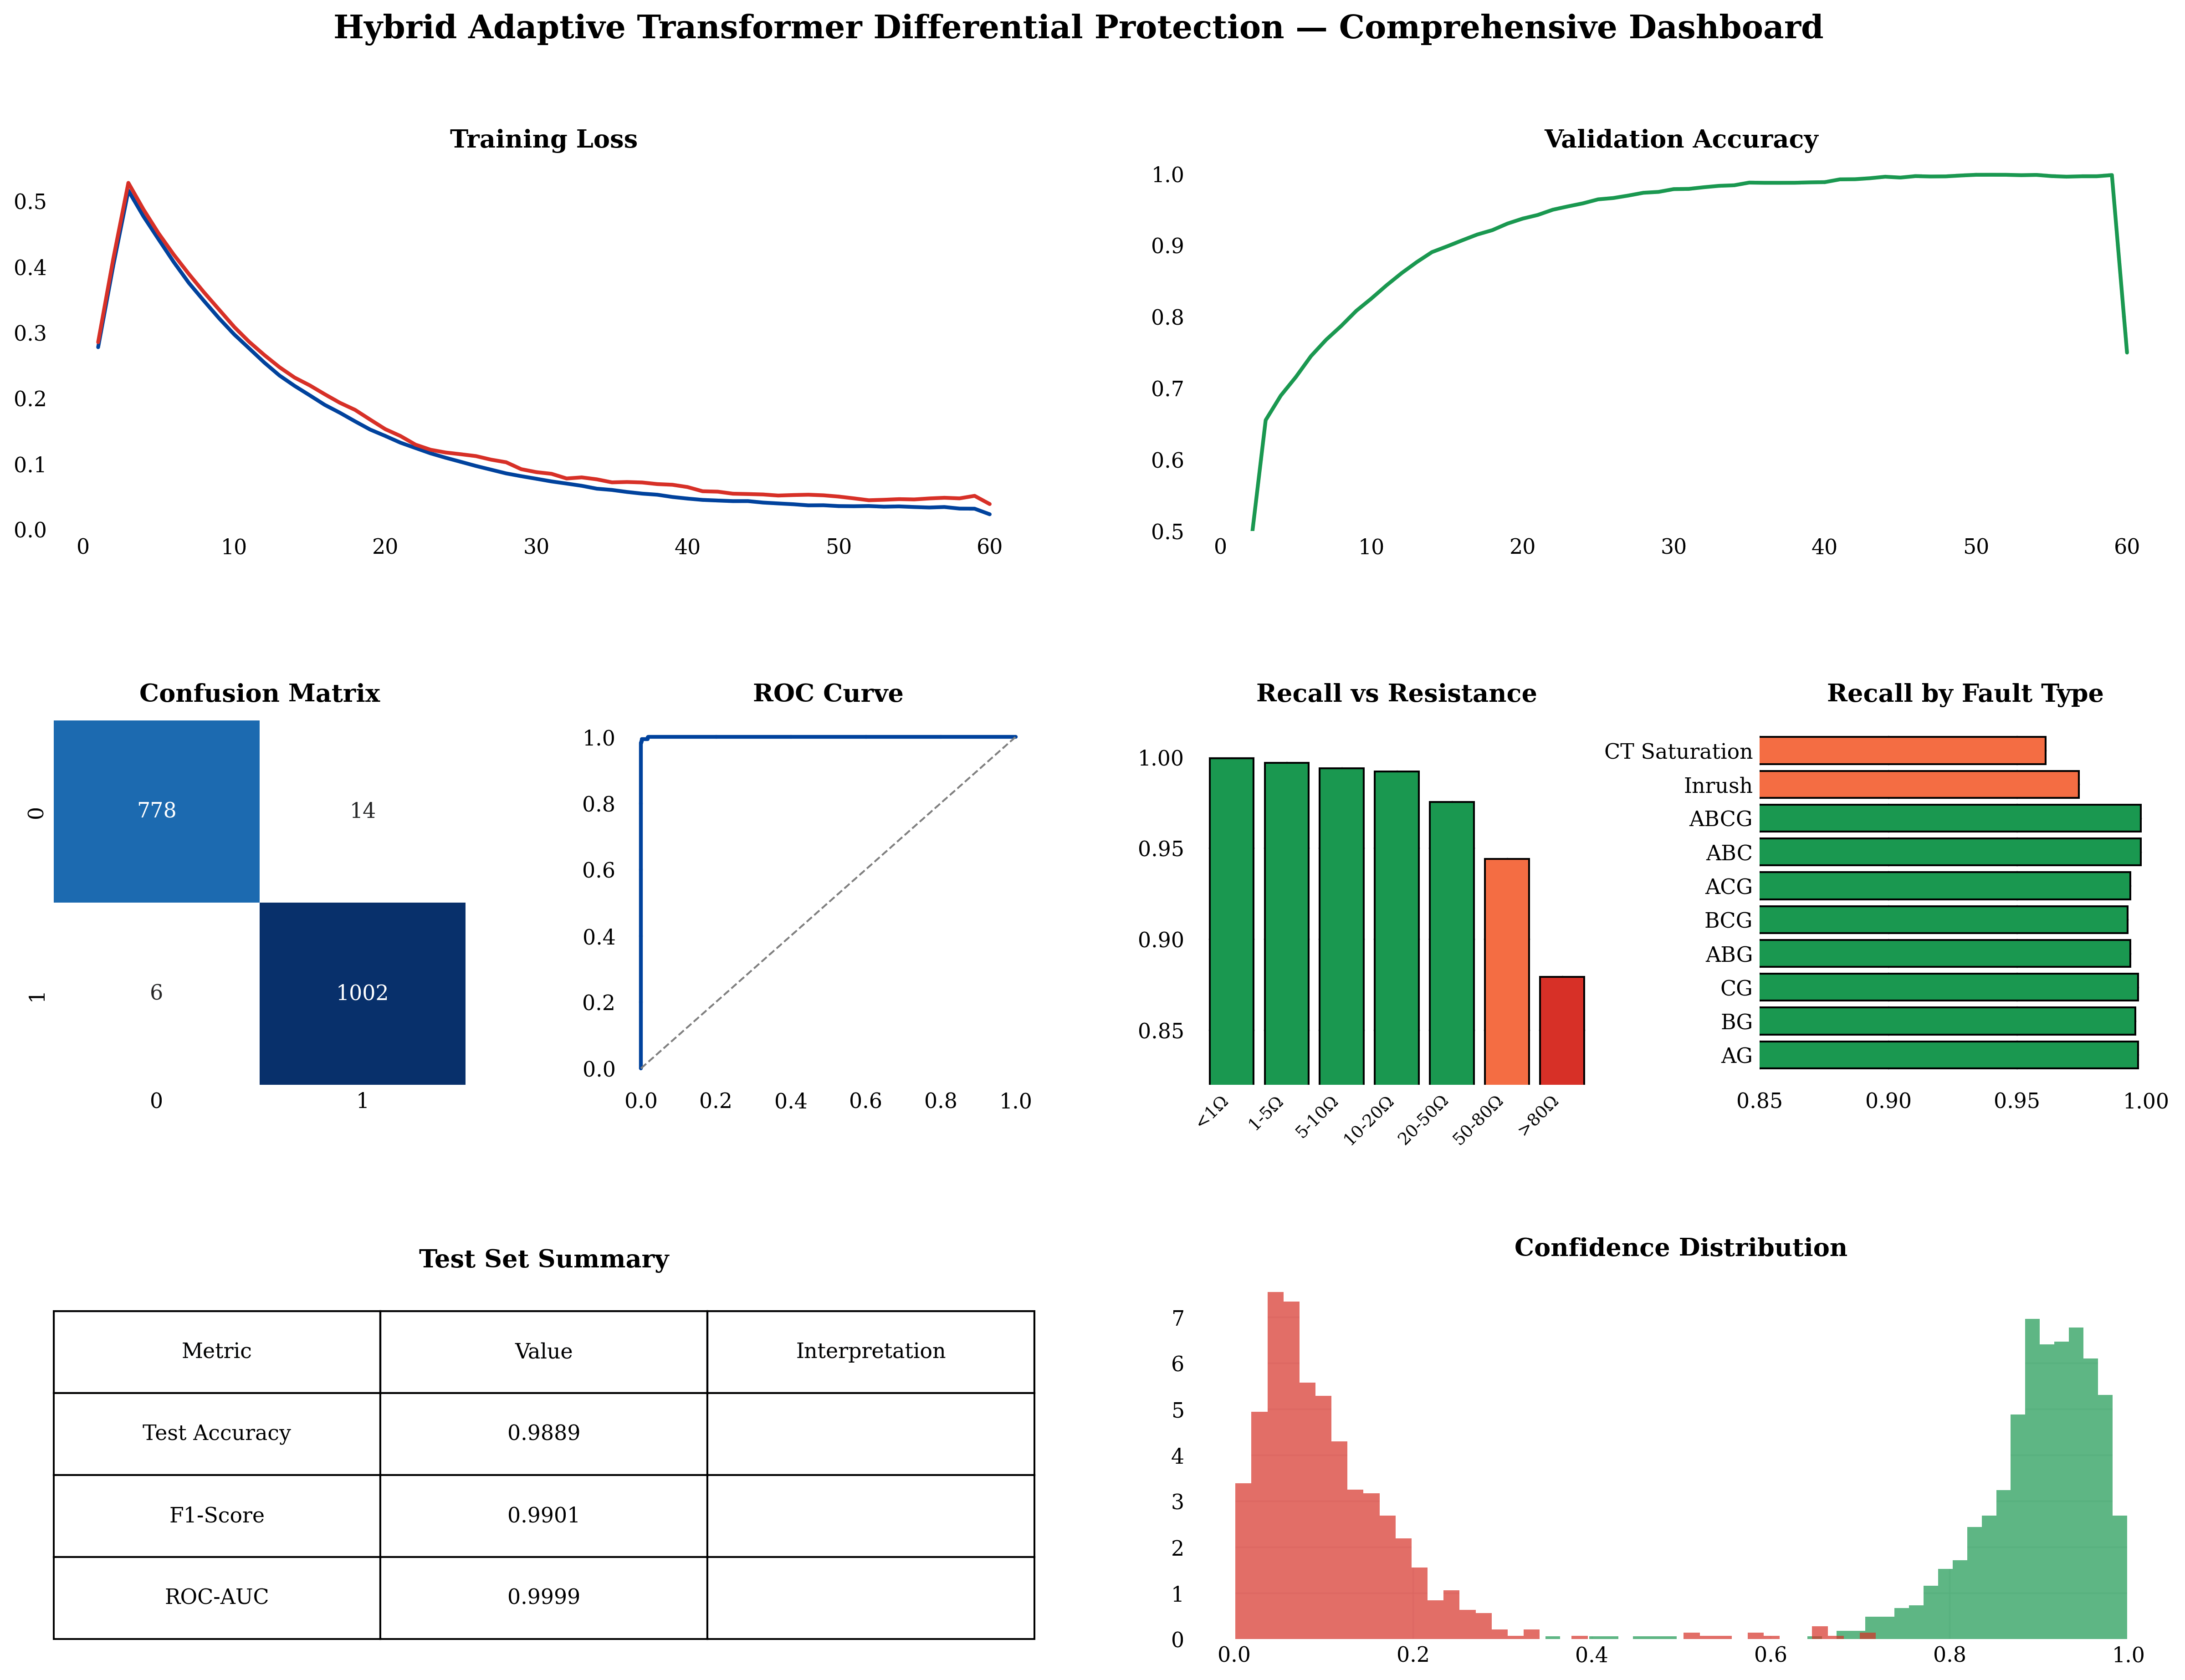 Hybrid Adaptive Transformer Differential Protection — Comprehensive Dashboard
Training Loss
0.5
0.4
0.3
0.2
0.1
0.0
0 10 20 30 40 50 60
Validation Accuracy
1.0
0.9
0.8
0.7
0.6
0.5
0 10 20 30 40 50 60
Confusion Matrix
0 778 14
1 6 1002
0 1
ROC Curve
1.0
0.8
0.6
0.4
0.2
0.0
0.0 0.2 0.4 0.6 0.8 1.0
Recall vs Resistance
1.00
0.95
0.90
0.85
<1Ω 1-5Ω 5-10Ω 10-20Ω 20-50Ω 50-80Ω >80Ω
Recall by Fault Type
CT Saturation
Inrush
ABCG
ABC
ACG
BCG
ABG
CG
BG
AG
0.85 0.90 0.95 1.00
Test Set Summary
Metric Value Interpretation
Test Accuracy 0.9889
F1-Score 0.9901
ROC-AUC 0.9999
Confidence Distribution
7
6
5
4
3
2
1
0
0.0 0.2 0.4 0.6 0.8 1.0